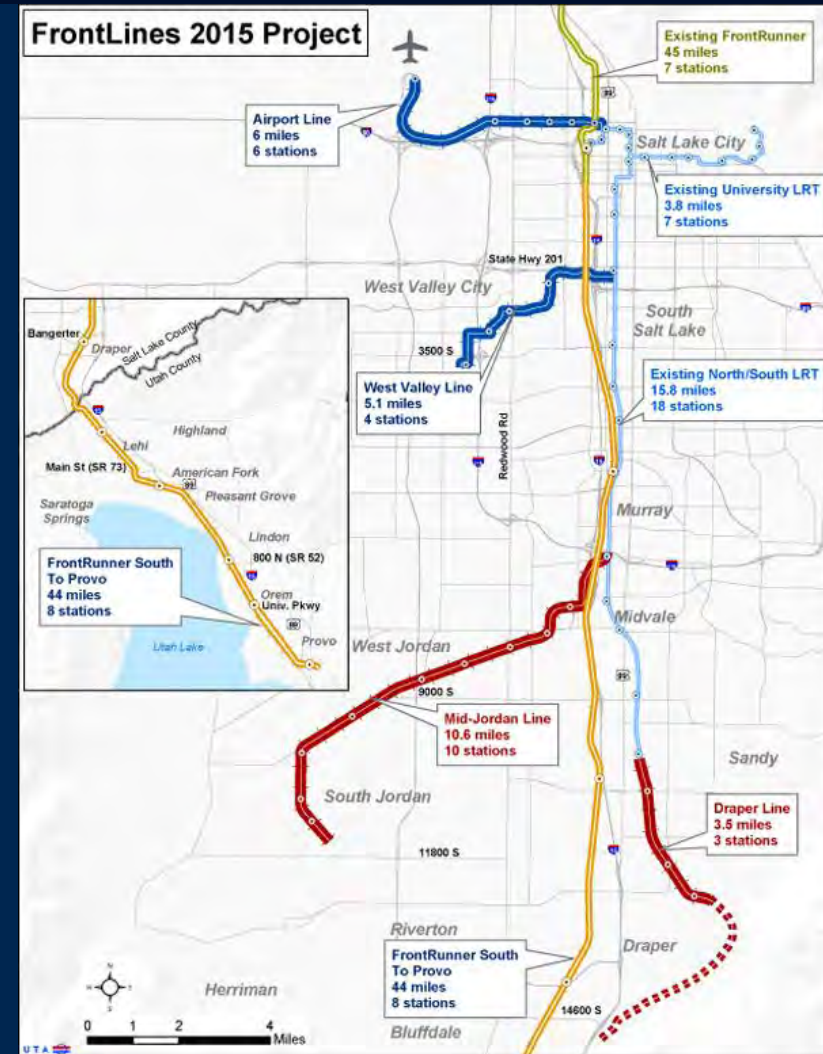 FrontLines 2015 Project
Existing FrontRunner
45 miles
7 stations
Airport Line
6 miles
6 stations
Salt Lake City
Existing University LRT
3.8 miles
7 stations
State Hwy 201
West Valley City
South
Salt Lake
3500 S
Existing North/South LRT
15.8 miles
18 stations
West Valley Line
5.1 miles
4 stations
Redwood Rd
Bangerter
Draper
Salt Lake County
Utah County
Lehi
Highland
Main St (SR 73)
American Fork
89
Pleasant Grove
Saratoga
Springs
Lindon
800 N (SR 52)
FrontRunner South
To Provo
44 miles
8 stations
Orem
Univ. Pkwy
Provo
Utah Lake
Murray
Midvale
West Jordan
9000 S
Mid-Jordan Line
10.6 miles
10 stations
Sandy
South Jordan
Draper Line
3.5 miles
3 stations
11800 S
Riverton
FrontRunner South
To Provo
44 miles
8 stations
Draper
Herriman
14600 S
Bluffdale
N
S
0 1 2 4
Miles
UTA